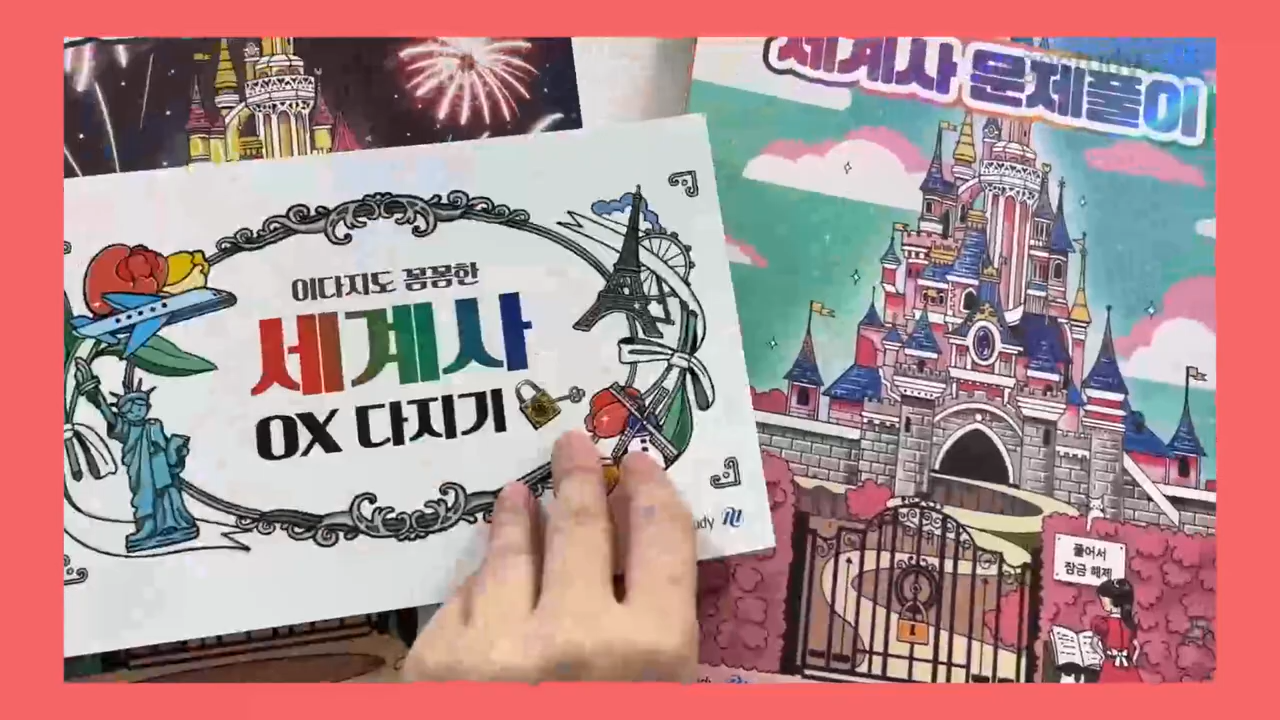 세계사 문제풀이
이다지도 꼼꼼한
세계사
OX 다지기
풀어서
잠금 해제